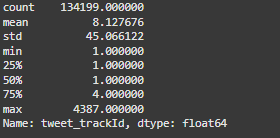 count    134199.000000
mean          8.127676
std          45.066122
min           1.000000
25%           1.000000
50%           1.000000
75%           4.000000
max        4387.000000
Name: tweet_trackId, dtype: float64